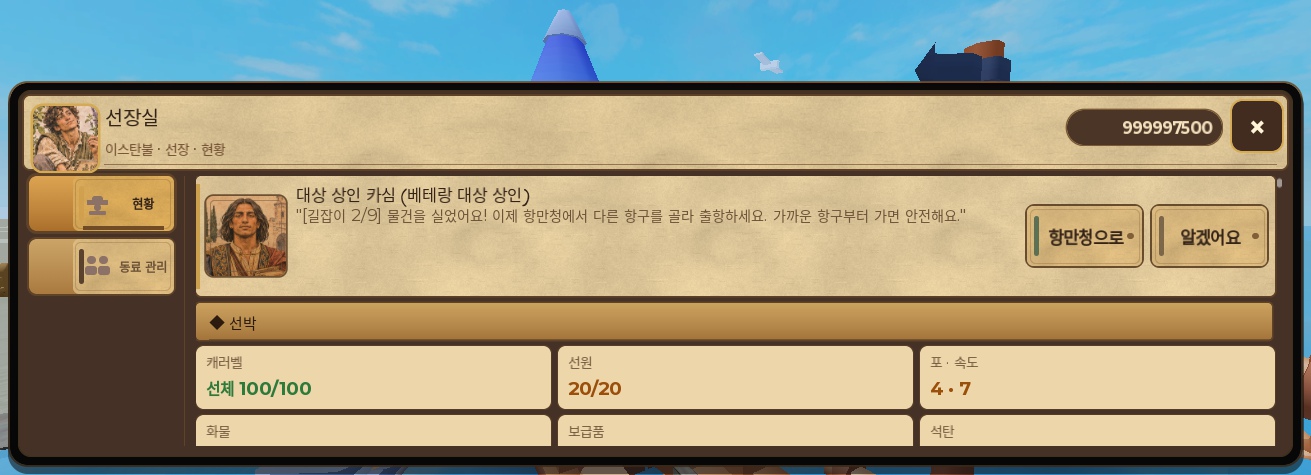 선장실
이스탄불 · 선장 · 현황
999997500
×
현황
동료 관리
대상 상인 카심 (베테랑 대상 상인)
"[길잡이 2/9] 물건을 실었어요! 이제 항만청에서 다른 항구를 골라 출항하세요. 가까운 항구부터 가면 안전해요."
항만청으로
알겠어요
◆ 선박
캐러벨
선체 100/100
선원
20/20
포 · 속도
4 · 7
화물
보급품
석탄